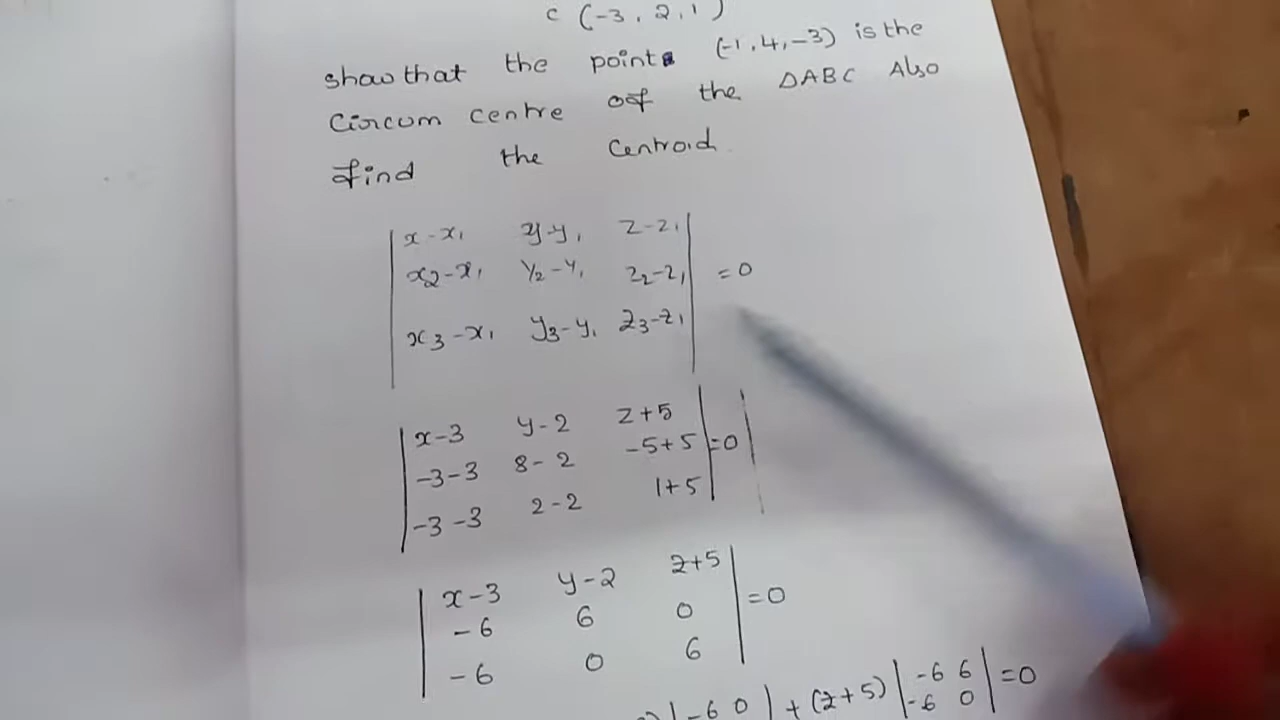 C (-3, 2, 1)
show that the point (-1, 4, -3) is the
Circum centre of the ΔABC Also
find the Centroid
| x-x₁ y-y₁ z-z₁ |
| x₂-x₁ y₂-y₁ z₂-z₁ | =0
| x₃-x₁ y₃-y₁ z₃-z₁ |
| x-3 y-2 z+5 |
| -3-3 8-2 -5+5 | =0
| -3-3 2-2 1+5 |
| x-3 y-2 z+5 |
| -6 6 0 | =0
| -6 0 6 |
| -6 0 | + (z+5) | -6 6 | =0
| -6 0 |